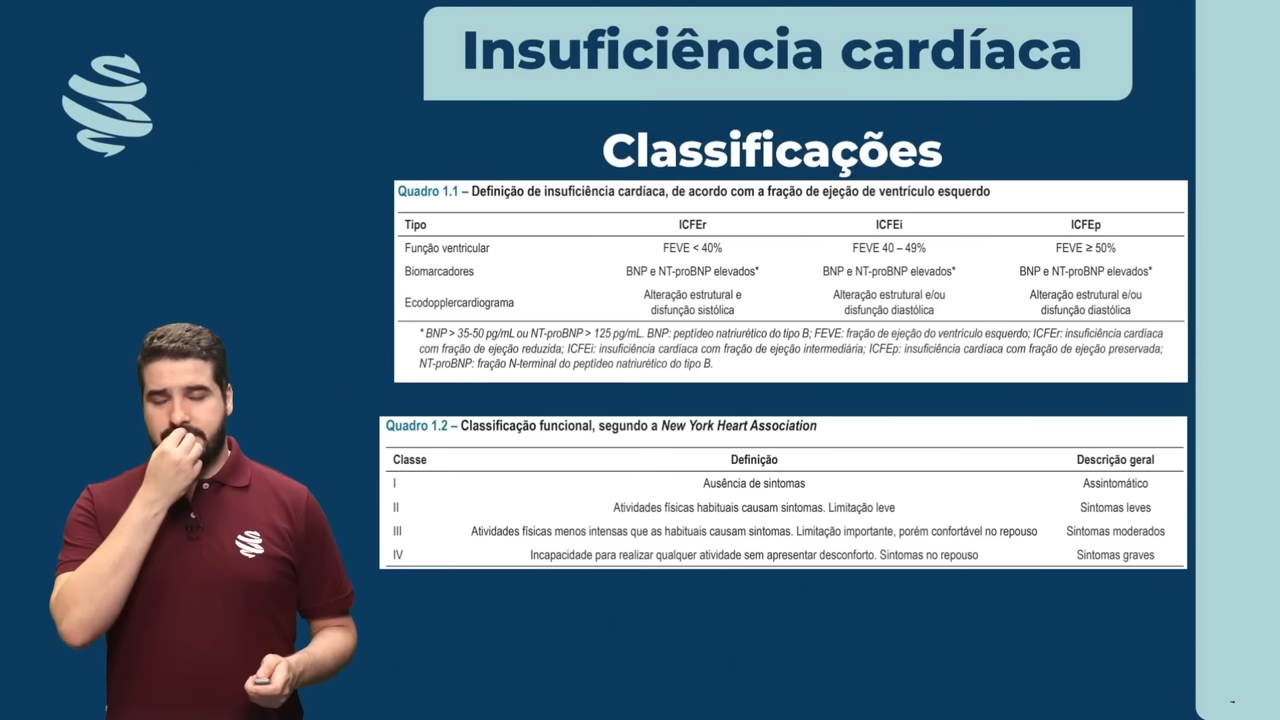 Insuficiência cardíaca
Classificações
Quadro 1.1 – Definição de insuficiência cardíaca, de acordo com a fração de ejeção de ventrículo esquerdo
Tipo ICFEr ICFEi ICFEp
Função ventricular FEVE < 40% FEVE 40 – 49% FEVE ≥ 50%
Biomarcadores BNP e NT-proBNP elevados* BNP e NT-proBNP elevados* BNP e NT-proBNP elevados*
Ecodopplercardiograma Alteração estrutural e disfunção sistólica Alteração estrutural e/ou disfunção diastólica Alteração estrutural e/ou disfunção diastólica
* BNP > 35-50 pg/mL ou NT-proBNP > 125 pg/mL. BNP: peptídeo natriurético do tipo B; FEVE: fração de ejeção do ventrículo esquerdo; ICFEr: insuficiência cardíaca
com fração de ejeção reduzida; ICFEi: insuficiência cardíaca com fração de ejeção intermediária; ICFEp: insuficiência cardíaca com fração de ejeção preservada;
NT-proBNP: fração N-terminal do peptídeo natriurético do tipo B.
Quadro 1.2 – Classificação funcional, segundo a New York Heart Association
Classe Definição Descrição geral
I Ausência de sintomas Assintomático
II Atividades físicas habituais causam sintomas. Limitação leve Sintomas leves
III Atividades físicas menos intensas que as habituais causam sintomas. Limitação importante, porém confortável no repouso Sintomas moderados
IV Incapacidade para realizar qualquer atividade sem apresentar desconforto. Sintomas no repouso Sintomas graves